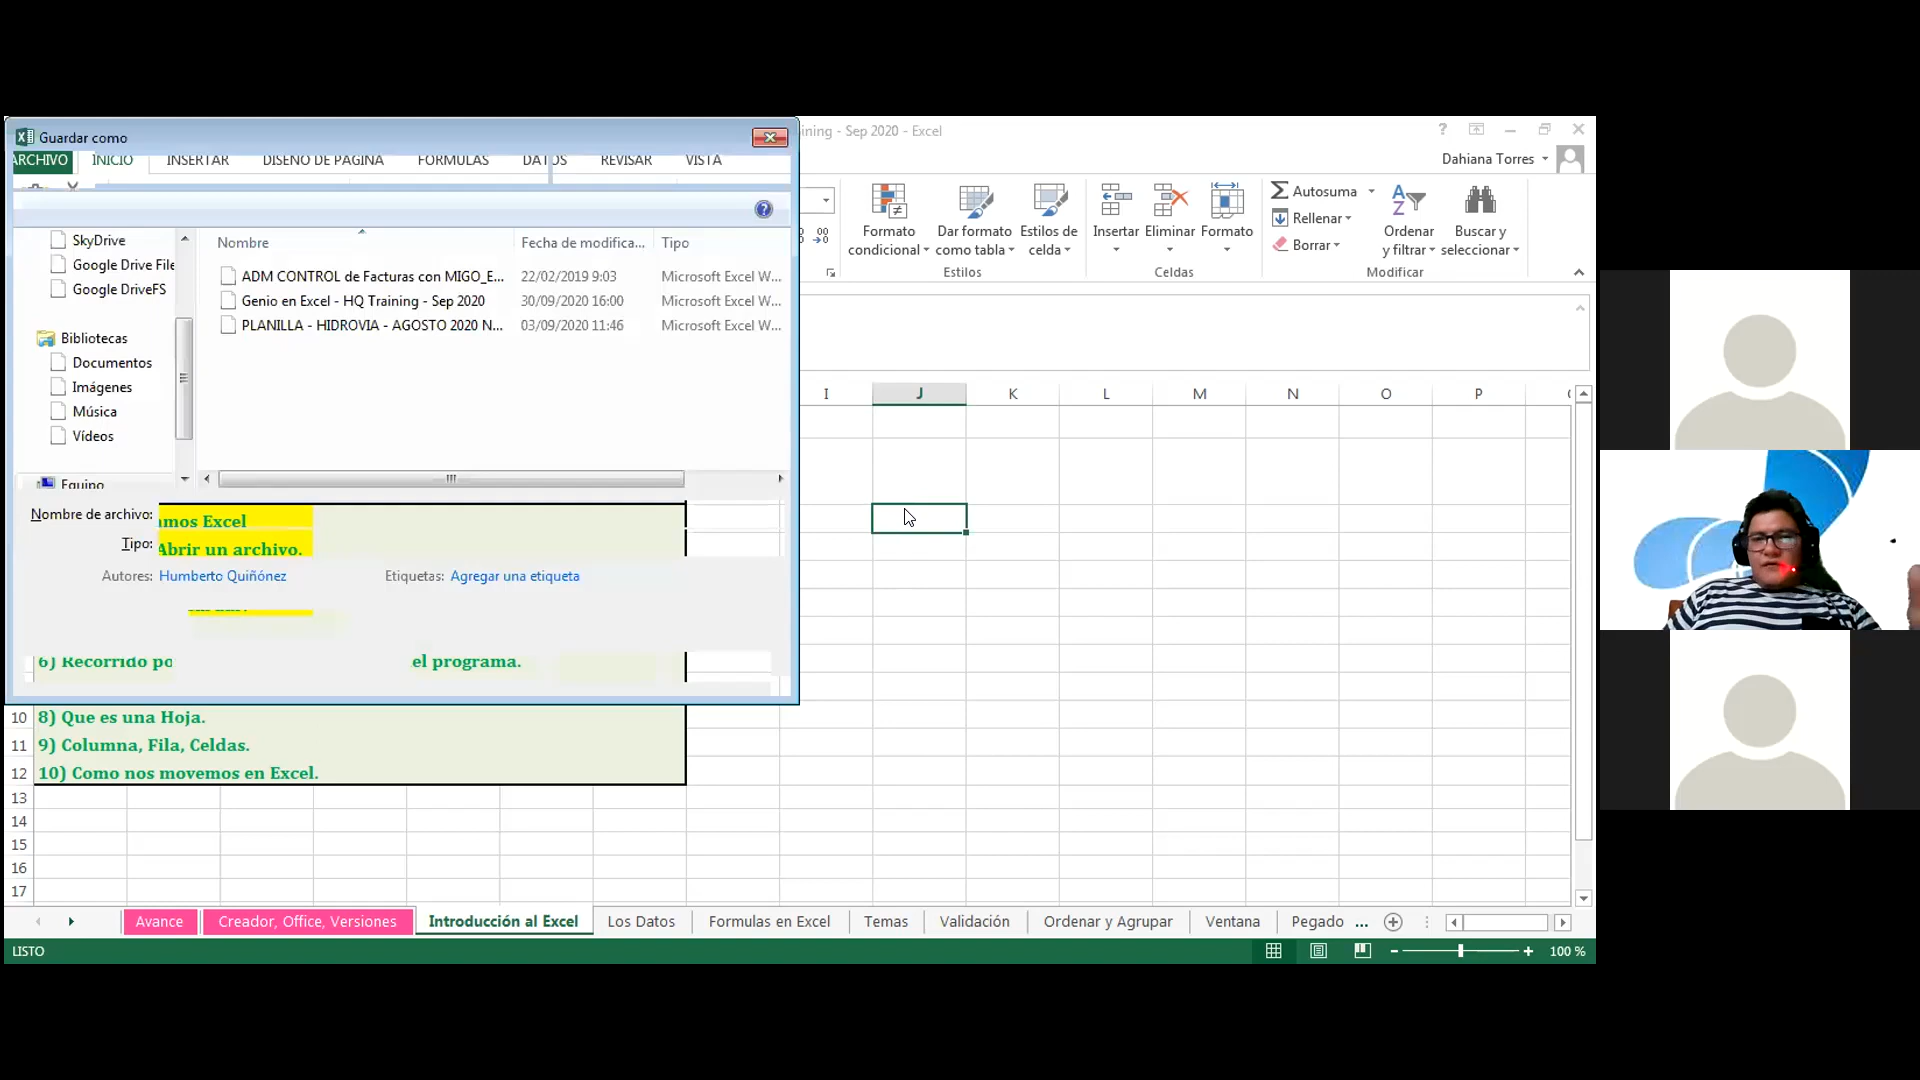 Guardar como
ining - Sep 2020 - Excel
?
ARCHIVO INICIO INSERTAR DISEÑO DE PÁGINA FÓRMULAS DATOS REVISAR VISTA
Dahiana Torres
Formato condicional
Dar formato como tabla
Estilos de celda
Estilos
Insertar
Eliminar
Formato
Celdas
Autosuma
Rellenar
Borrar
Ordenar y filtrar
Buscar y seleccionar
Modificar
SkyDrive
Google Drive File
Google DriveFS
Bibliotecas
Documentos
Imágenes
Música
Vídeos
Equipo
Nombre Fecha de modifica... Tipo
ADM CONTROL de Facturas con MIGO_E... 22/02/2019 9:03 Microsoft Excel W...
Genio en Excel - HQ Training - Sep 2020 30/09/2020 16:00 Microsoft Excel W...
PLANILLA - HIDROVIA - AGOSTO 2020 N... 03/09/2020 11:46 Microsoft Excel W...
Nombre de archivo:
amos Excel
Tipo:
Abrir un archivo.
Autores: Humberto Quiñónez Etiquetas: Agregar una etiqueta
6) Recorrido po el programa.
I J K L M N O P
10 8) Que es una Hoja.
11 9) Columna, Fila, Celdas.
12 10) Como nos movemos en Excel.
13
14
15
16
17
Avance Creador, Office, Versiones Introducción al Excel Los Datos Formulas en Excel Temas Validación Ordenar y Agrupar Ventana Pegado ...
LISTO
100 %